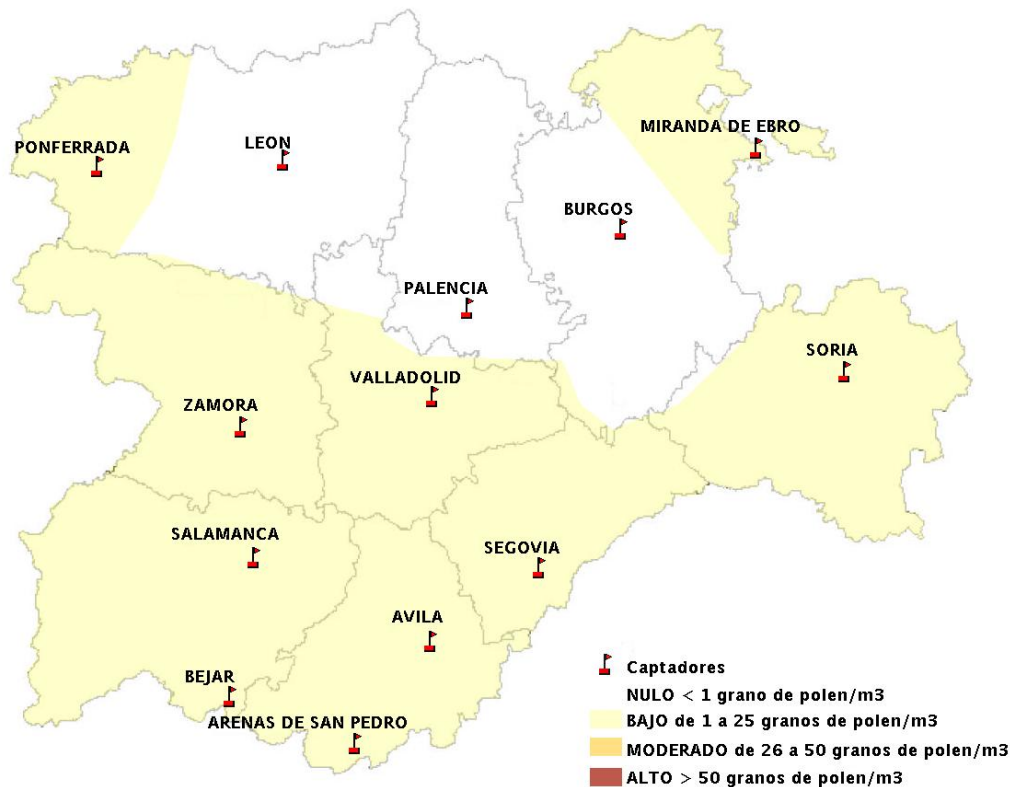 MIRANDA DE EBRO
PONFERRADA
LEON
BURGOS
PALENCIA
SORIA
VALLADOLID
ZAMORA
SALAMANCA
SEGOVIA
AVILA
BEJAR
ARENAS DE SAN PEDRO
Captadores
NULO < 1 grano de polen/m3
BAJO de 1 a 25 granos de polen/m3
MODERADO de 26 a 50 granos de polen/m3
ALTO > 50 granos de polen/m3